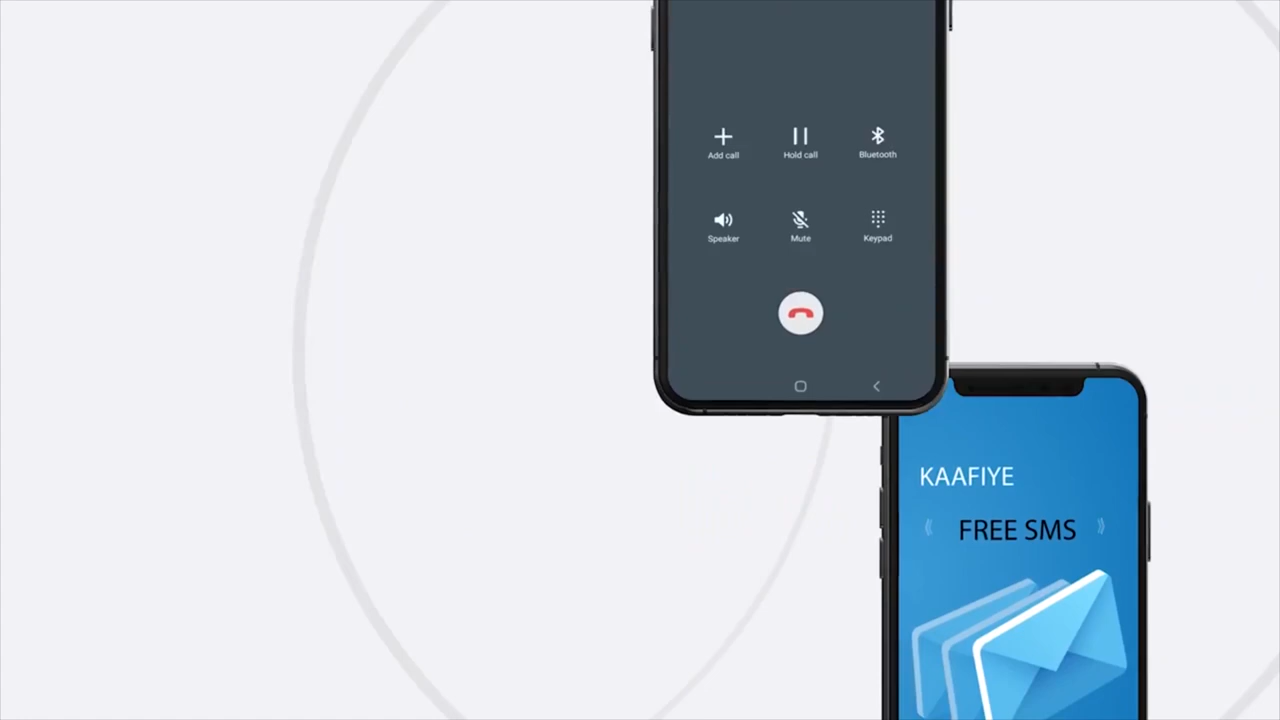 Add call
Hold call
Bluetooth
Speaker
Mute
Keypad
KAAFIYE
FREE SMS